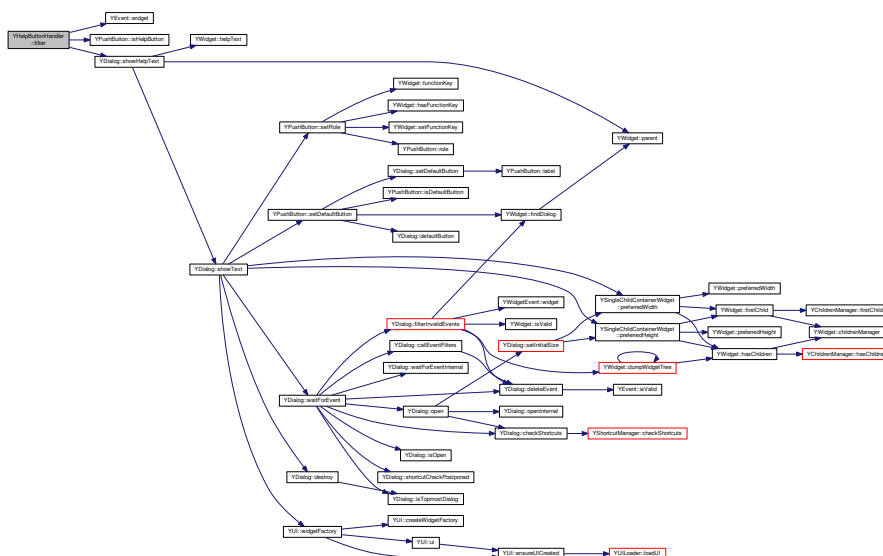 YHelpButtonHandler
::filter
YEvent::widget
YPushButton::isHelpButton
YDialog::showHelpText
YWidget::helpText
YWidget::functionKey
YWidget::hasFunctionKey
YPushButton::setRole
YWidget::setFunctionKey
YPushButton::role
YWidget::parent
YDialog::setDefaultButton
YPushButton::label
YPushButton::isDefaultButton
YPushButton::setDefaultButton
YWidget::findDialog
YDialog::defaultButton
YDialog::showText
YWidget::preferredWidth
YSingleChildContainerWidget
::preferredWidth
YWidgetEvent::widget
YWidget::firstChild
YChildrenManager::firstChild
YDialog::filterInvalidEvents
YWidget::isValid
YSingleChildContainerWidget
::preferredHeight
YWidget::preferredHeight
YWidget::childrenManager
YDialog::callEventFilters
YDialog::setInitialSize
YWidget::hasChildren
YChildrenManager::hasChildre
YDialog::waitForEventInternal
YWidget::dumpWidgetTree
YDialog::deleteEvent
YEvent::isValid
YDialog::waitForEvent
YDialog::open
YDialog::openInternal
YDialog::checkShortcuts
YShortcutManager::checkShortcuts
YDialog::isOpen
YDialog::destroy
YDialog::shortcutCheckPostponed
YDialog::isTopmostDialog
YUI::createWidgetFactory
YUI::widgetFactory
YUI::ui
YUI::ensureUICreated
YUILoader::loadUI